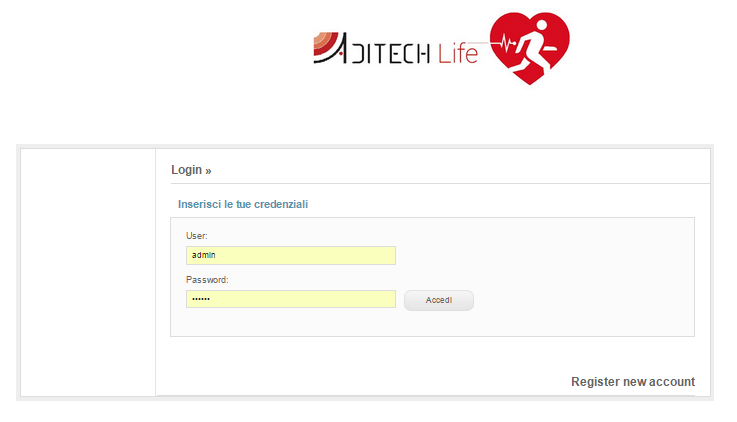 ADITECH Life
Login »
Inserisci le tue credenziali
User:
admin
Password:
••••••
Accedi
Register new account